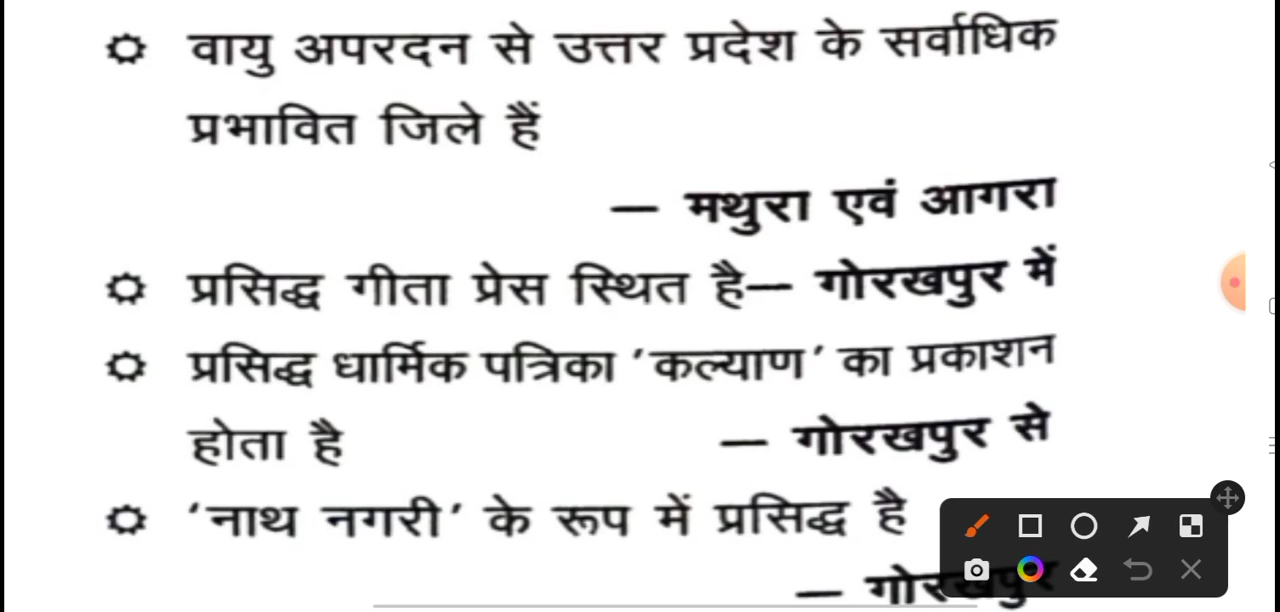 वायु अपरदन से उत्तर प्रदेश के सर्वाधिक
प्रभावित जिले हैं
— मथुरा एवं आगरा
प्रसिद्ध गीता प्रेस स्थित है— गोरखपुर में
प्रसिद्ध धार्मिक पत्रिका ‘कल्याण’ का प्रकाशन
होता है — गोरखपुर से
‘नाथ नगरी’ के रूप में प्रसिद्ध है
— गोरखपुर